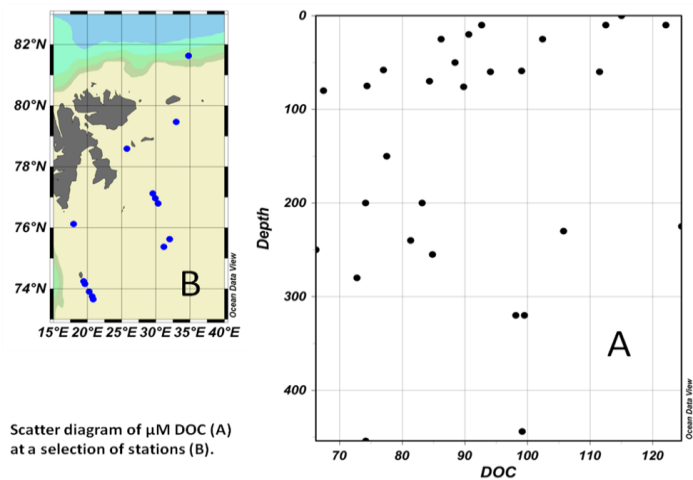 82°N
80°N
78°N
76°N
74°N
15°E 20°E 25°E 30°E 35°E 40°E
B
Ocean Data View
0
100
200
300
400
Depth
70 80 90 100 110 120
DOC
A
Ocean Data View
Scatter diagram of µM DOC (A)
at a selection of stations (B).